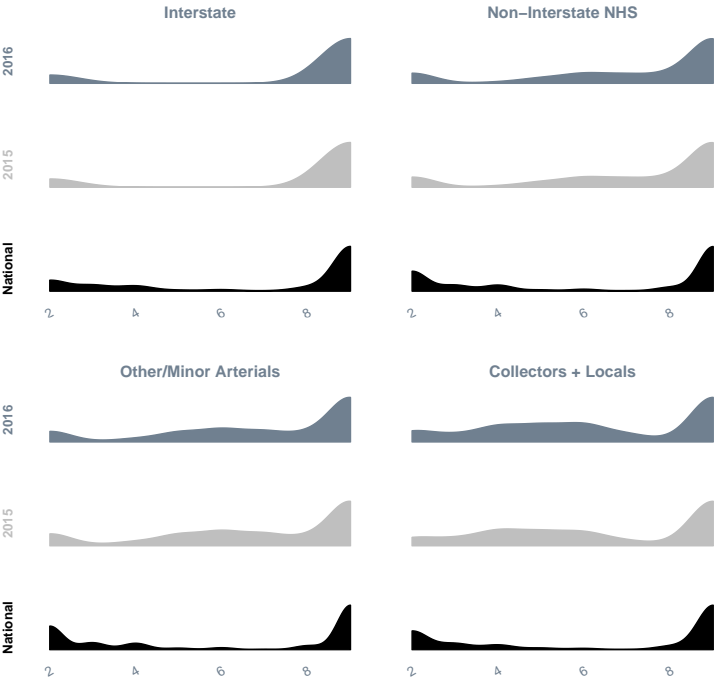 Interstate
Non−Interstate NHS
2016
2015
National
2 4 6 8
2 4 6 8
Other/Minor Arterials
Collectors + Locals
2016
2015
National
2 4 6 8
2 4 6 8